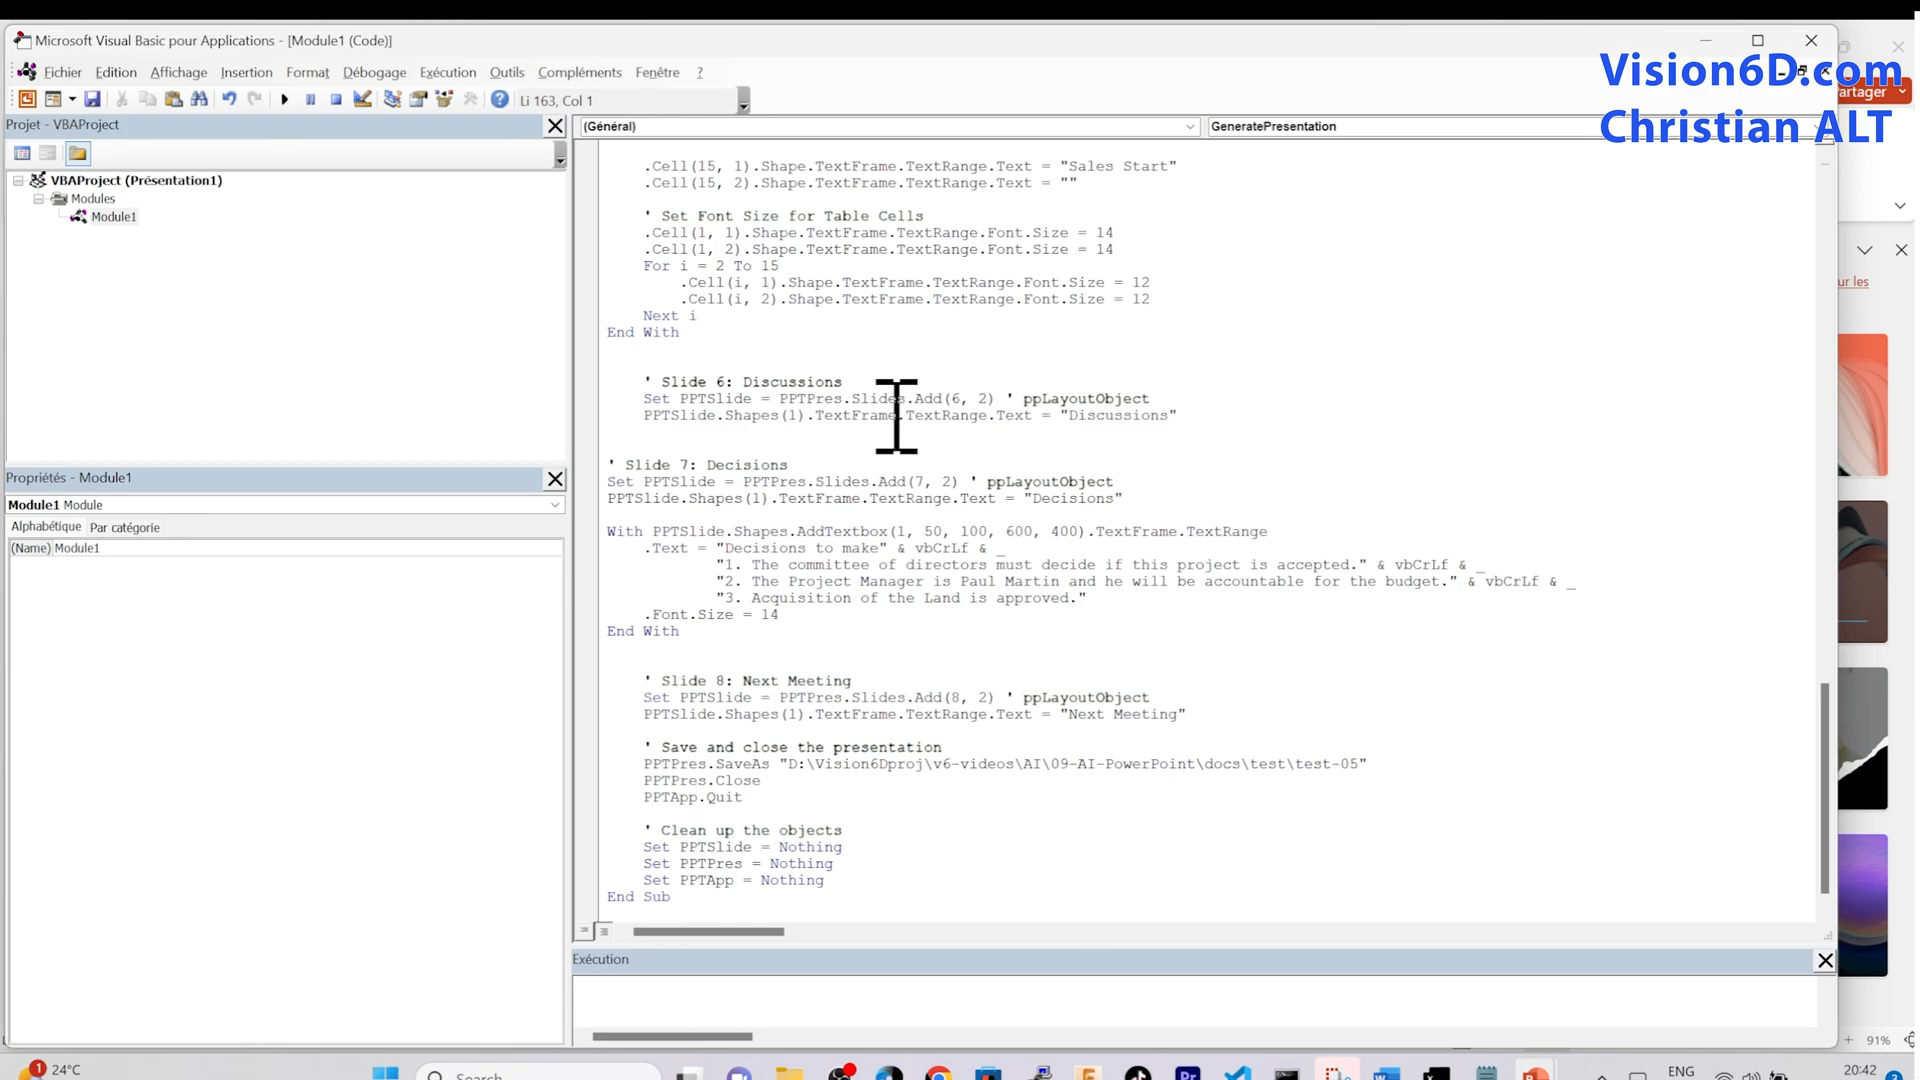 Microsoft Visual Basic pour Applications - [Module1 (Code)]
Vision6D.com
Christian ALT
Fichier Edition Affichage Insertion Format Débogage Exécution Outils Compléments Fenêtre ?
Li 163, Col 1
artager
Projet - VBAProject
(Général)
GeneratePresentation
VBAProject (Présentation1)
Modules
Module1
.Cell(15, 1).Shape.TextFrame.TextRange.Text = "Sales Start"
.Cell(15, 2).Shape.TextFrame.TextRange.Text = ""
' Set Font Size for Table Cells
.Cell(1, 1).Shape.TextFrame.TextRange.Font.Size = 14
.Cell(1, 2).Shape.TextFrame.TextRange.Font.Size = 14
For i = 2 To 15
.Cell(i, 1).Shape.TextFrame.TextRange.Font.Size = 12
.Cell(i, 2).Shape.TextFrame.TextRange.Font.Size = 12
Next i
End With
' Slide 6: Discussions
Set PPTSlide = PPTPres.Slides.Add(6, 2) ' ppLayoutObject
PPTSlide.Shapes(1).TextFrame.TextRange.Text = "Discussions"
' Slide 7: Decisions
Set PPTSlide = PPTPres.Slides.Add(7, 2) ' ppLayoutObject
PPTSlide.Shapes(1).TextFrame.TextRange.Text = "Decisions"
With PPTSlide.Shapes.AddTextbox(1, 50, 100, 600, 400).TextFrame.TextRange
.Text = "Decisions to make" & vbCrLf & _
"1. The committee of directors must decide if this project is accepted." & vbCrLf & _
"2. The Project Manager is Paul Martin and he will be accountable for the budget." & vbCrLf & _
"3. Acquisition of the Land is approved."
.Font.Size = 14
End With
' Slide 8: Next Meeting
Set PPTSlide = PPTPres.Slides.Add(8, 2) ' ppLayoutObject
PPTSlide.Shapes(1).TextFrame.TextRange.Text = "Next Meeting"
' Save and close the presentation
PPTPres.SaveAs "D:\Vision6Dproj\v6-videos\AI\09-AI-PowerPoint\docs\test\test-05"
PPTPres.Close
PPTApp.Quit
' Clean up the objects
Set PPTSlide = Nothing
Set PPTPres = Nothing
Set PPTApp = Nothing
End Sub
Propriétés - Module1
Module1 Module
Alphabétique Par catégorie
(Name) Module1
Exécution
ur les
91%
1
24°C
Search
ENG
20:42